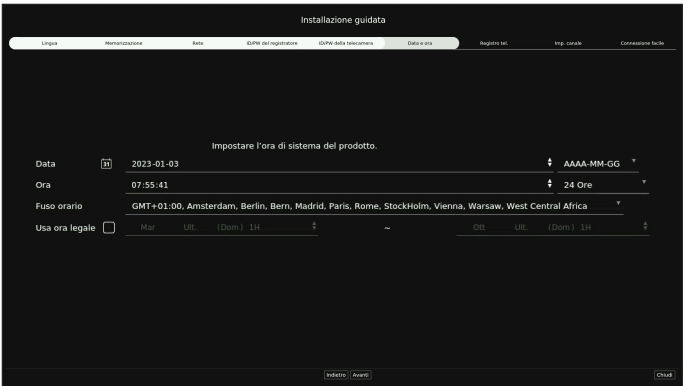 Installazione guidata
Lingua Memorizzazione Rete ID/PW del registratore ID/PW della telecamera Data e ora Registro tel. Imp. canale Connessione facile
Impostare l'ora di sistema del prodotto.
Data 31 2023-01-03 AAAA-MM-GG
Ora 07:55:41 24 Ore
Fuso orario GMT+01:00, Amsterdam, Berlin, Bern, Madrid, Paris, Rome, StockHolm, Vienna, Warsaw, West Central Africa
Usa ora legale Mar Ult. (Dom) 1H ~ Ott Ult. (Dom) 1H
Indietro Avanti Chiudi